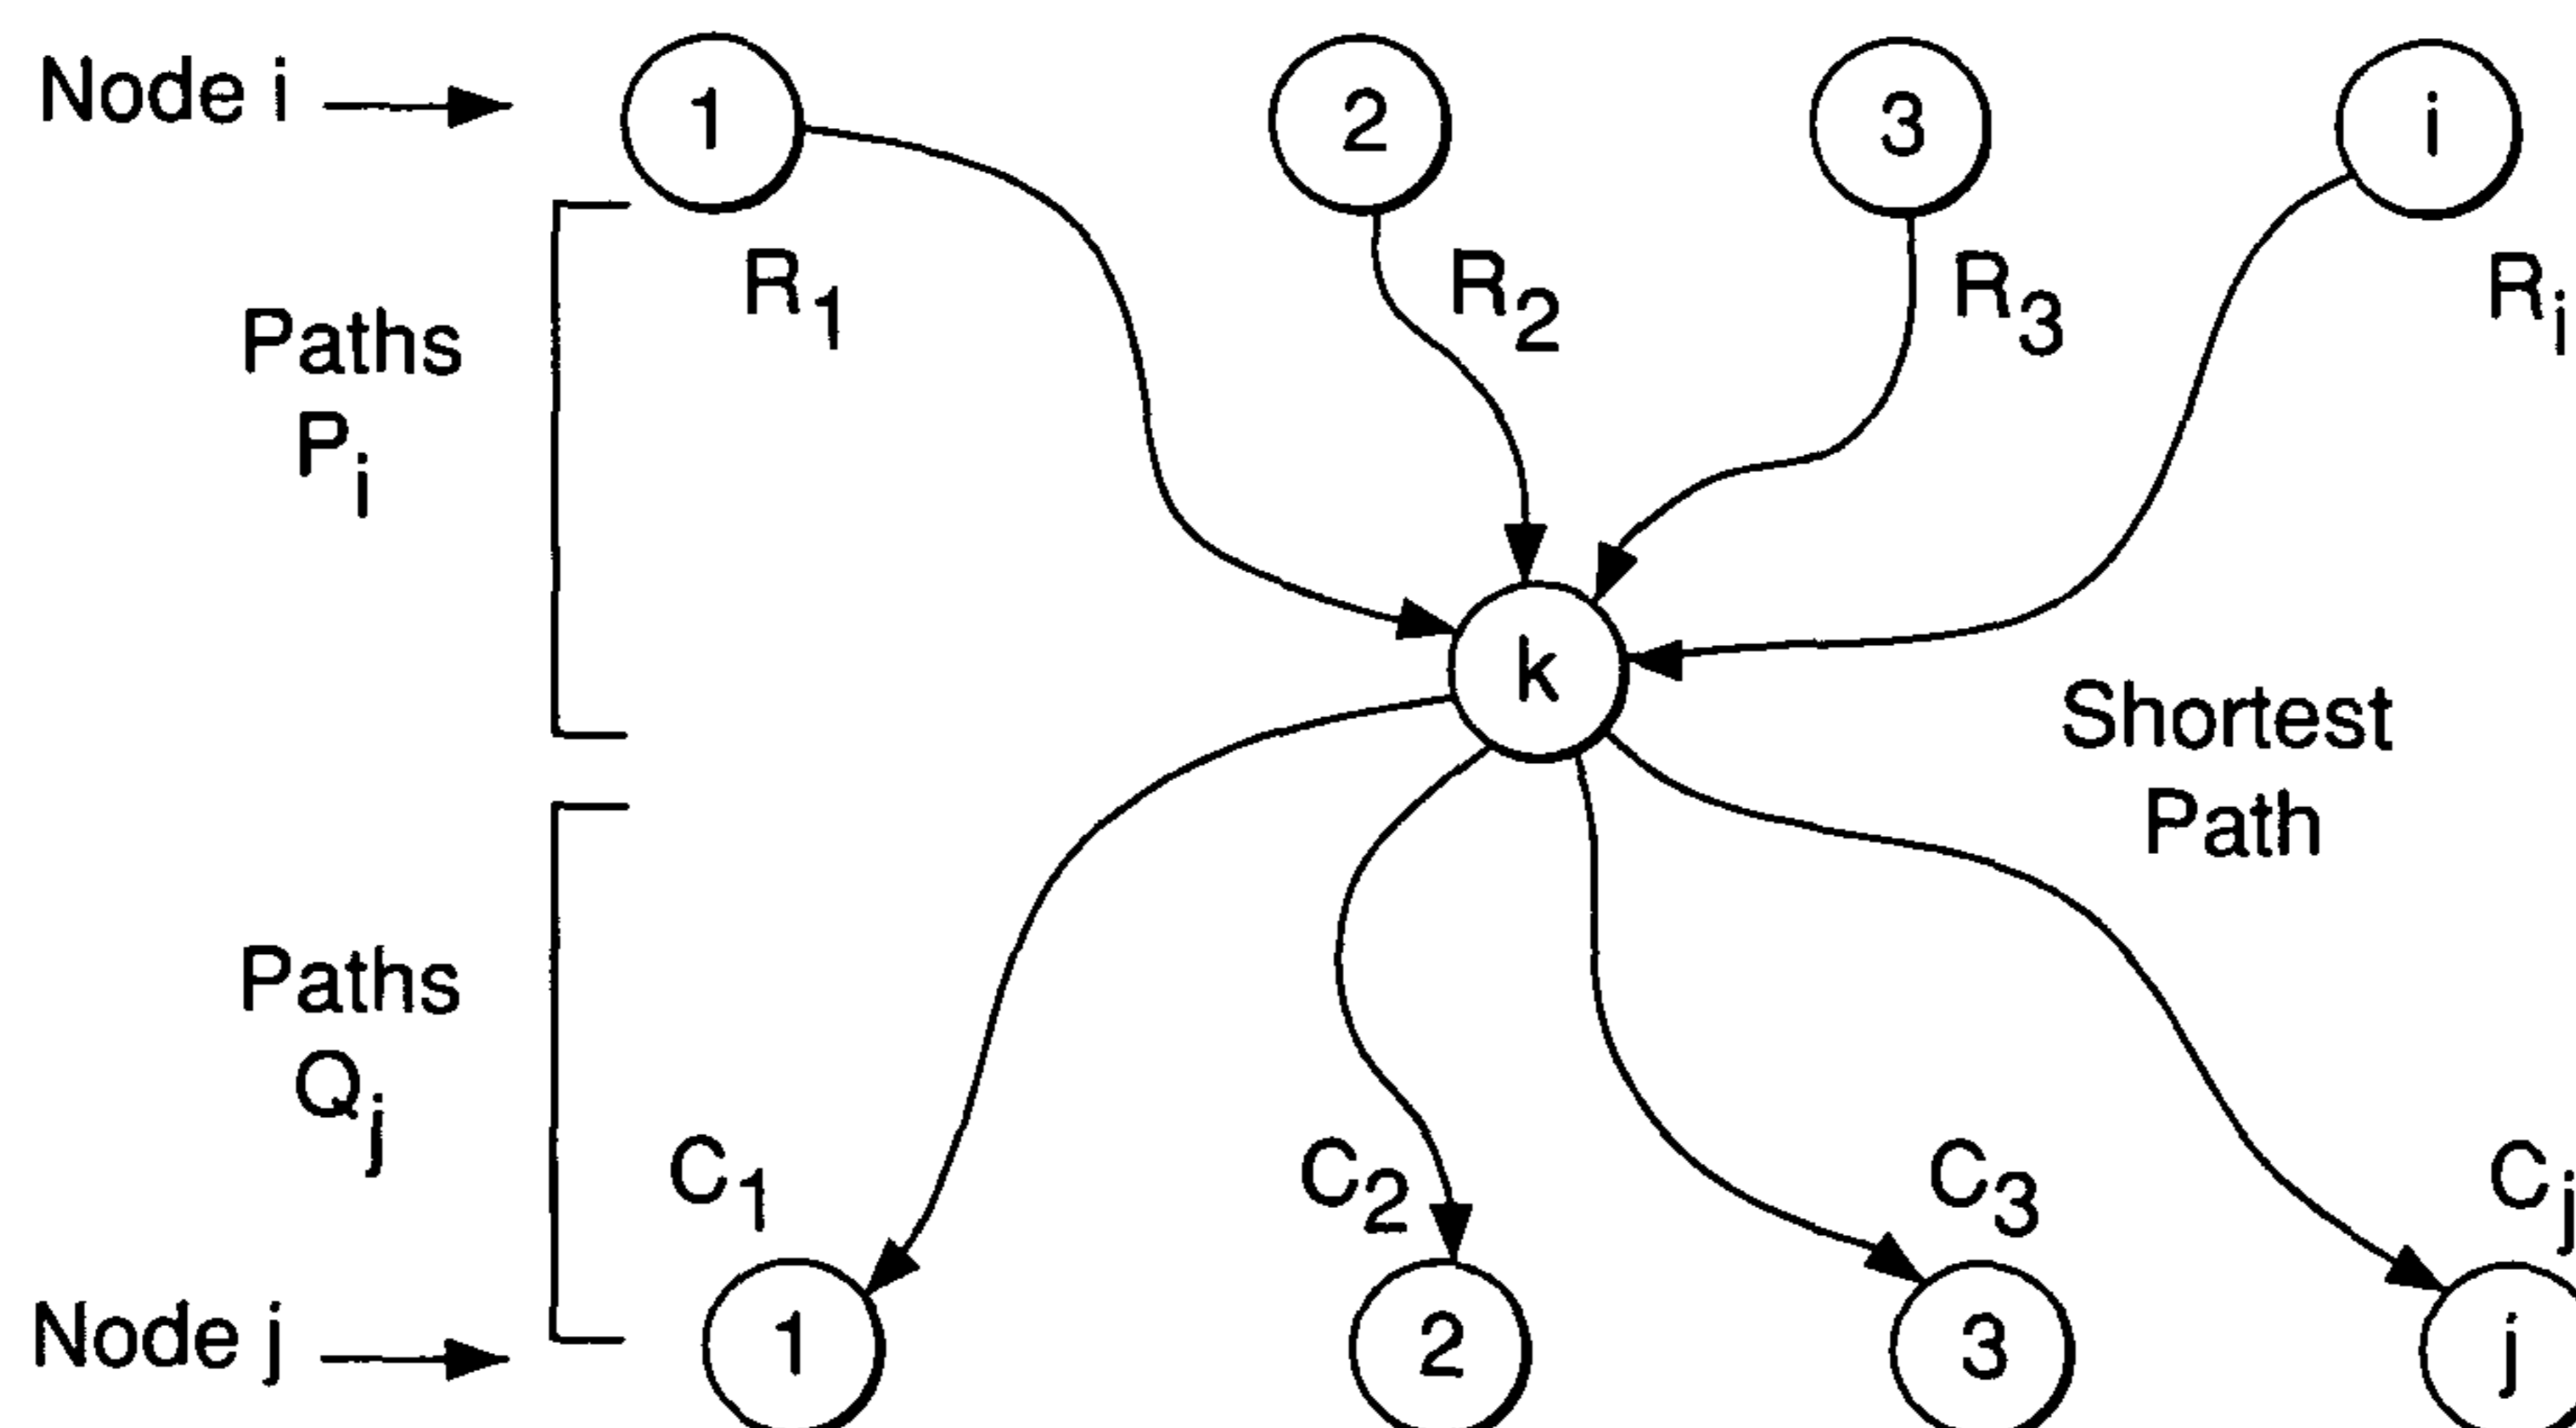 Node i
1
2
3
i
R1
R2
R3
Ri
Paths
Pi
k
Shortest
Path
Paths
Qj
C1
C2
C3
Cj
Node j
1
2
3
j